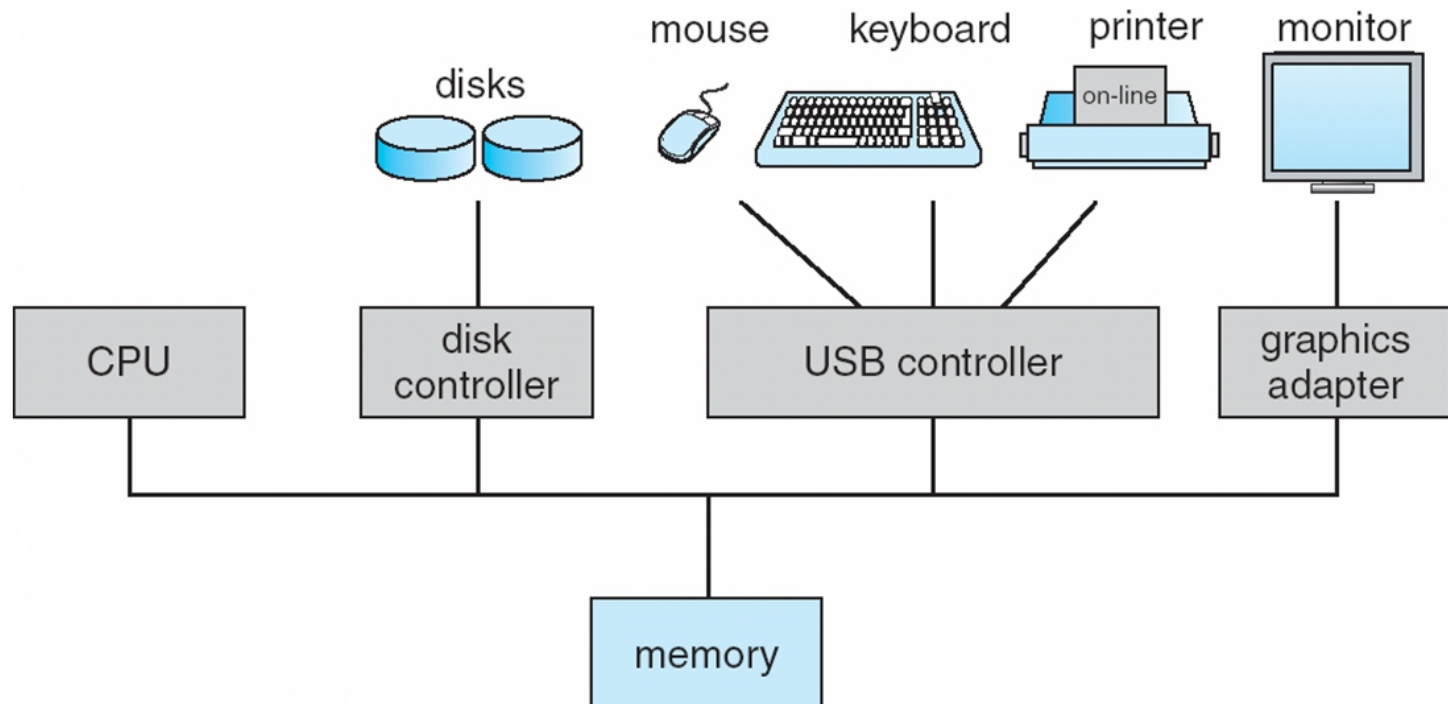 mouse
keyboard
printer
monitor
disks
on-line
CPU
disk
controller
USB controller
graphics
adapter
memory